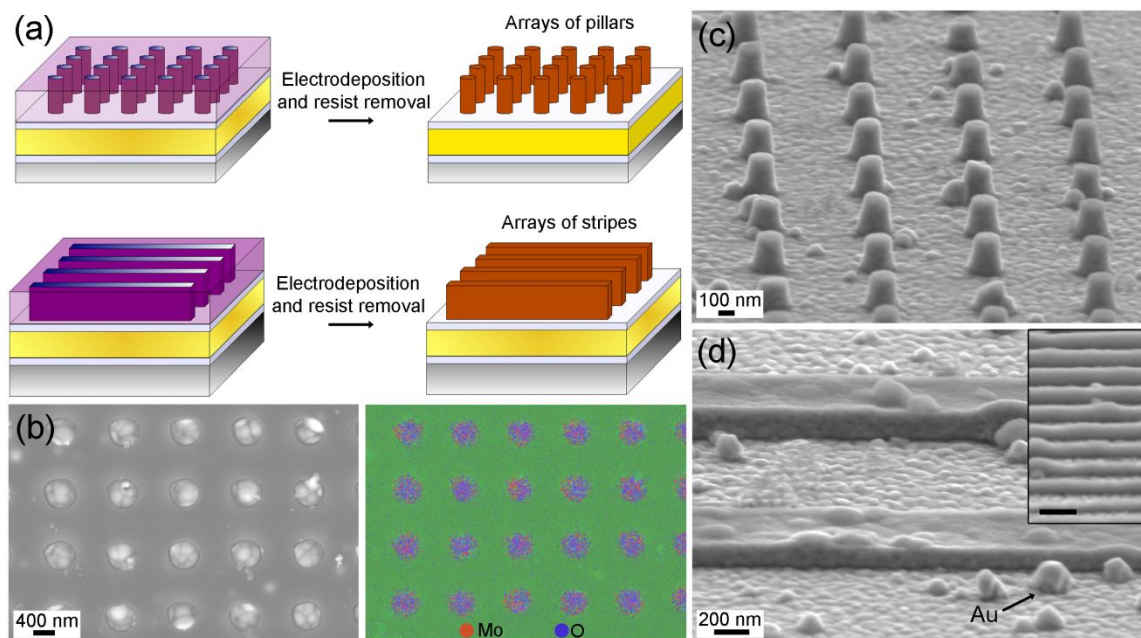 (a)
Arrays of pillars
Electrodeposition
and resist removal
Arrays of stripes
Electrodeposition
and resist removal
(b)
400 nm
Mo
O
(c)
100 nm
(d)
Au
200 nm